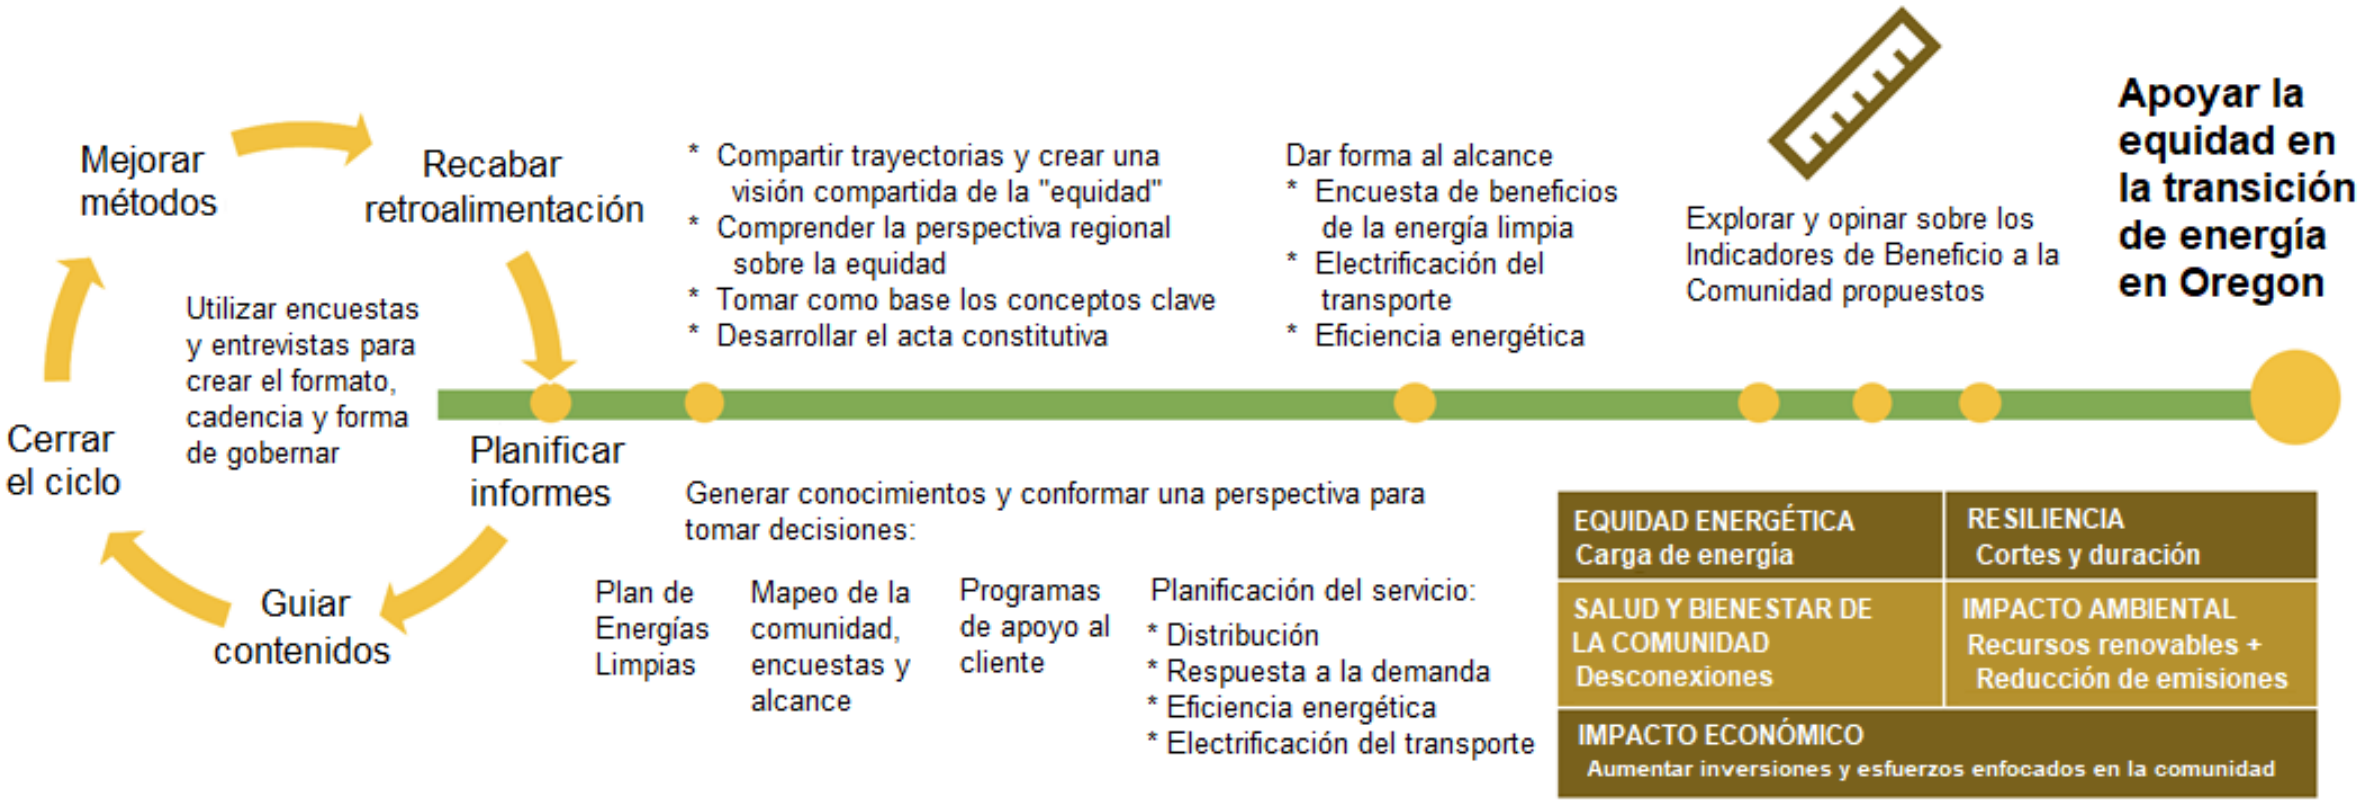 Mejorar
métodos
Recabar
retroalimentación
Utilizar encuestas
y entrevistas para
crear el formato,
cadencia y forma
de gobernar
Cerrar
el ciclo
Planificar
informes
Guiar
contenidos
* Compartir trayectorias y crear una
visión compartida de la "equidad"
* Comprender la perspectiva regional
sobre la equidad
* Tomar como base los conceptos clave
* Desarrollar el acta constitutiva
Dar forma al alcance
* Encuesta de beneficios
de la energía limpia
* Electrificación del
transporte
* Eficiencia energética
Explorar y opinar sobre los
Indicadores de Beneficio a la
Comunidad propuestos
Apoyar la
equidad en
la transición
de energía
en Oregon
Generar conocimientos y conformar una perspectiva para
tomar decisiones:
Plan de
Energías
Limpias
Mapeo de la
comunidad,
encuestas y
alcance
Programas
de apoyo al
cliente
Planificación del servicio:
* Distribución
* Respuesta a la demanda
* Eficiencia energética
* Electrificación del transporte
EQUIDAD ENERGÉTICA
Carga de energía
RESILIENCIA
Cortes y duración
SALUD Y BIENESTAR DE
LA COMUNIDAD
Desconexiones
IMPACTO AMBIENTAL
Recursos renovables +
Reducción de emisiones
IMPACTO ECONÓMICO
Aumentar inversiones y esfuerzos enfocados en la comunidad